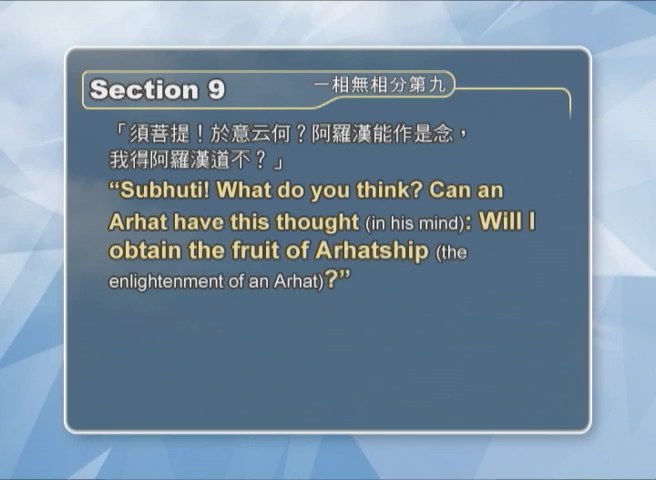 Section 9
一相無相分第九
「須菩提！於意云何？阿羅漢能作是念，
我得阿羅漢道不？」
“Subhuti! What do you think? Can an
Arhat have this thought (in his mind): Will I
obtain the fruit of Arhatship (the
enlightenment of an Arhat)?”